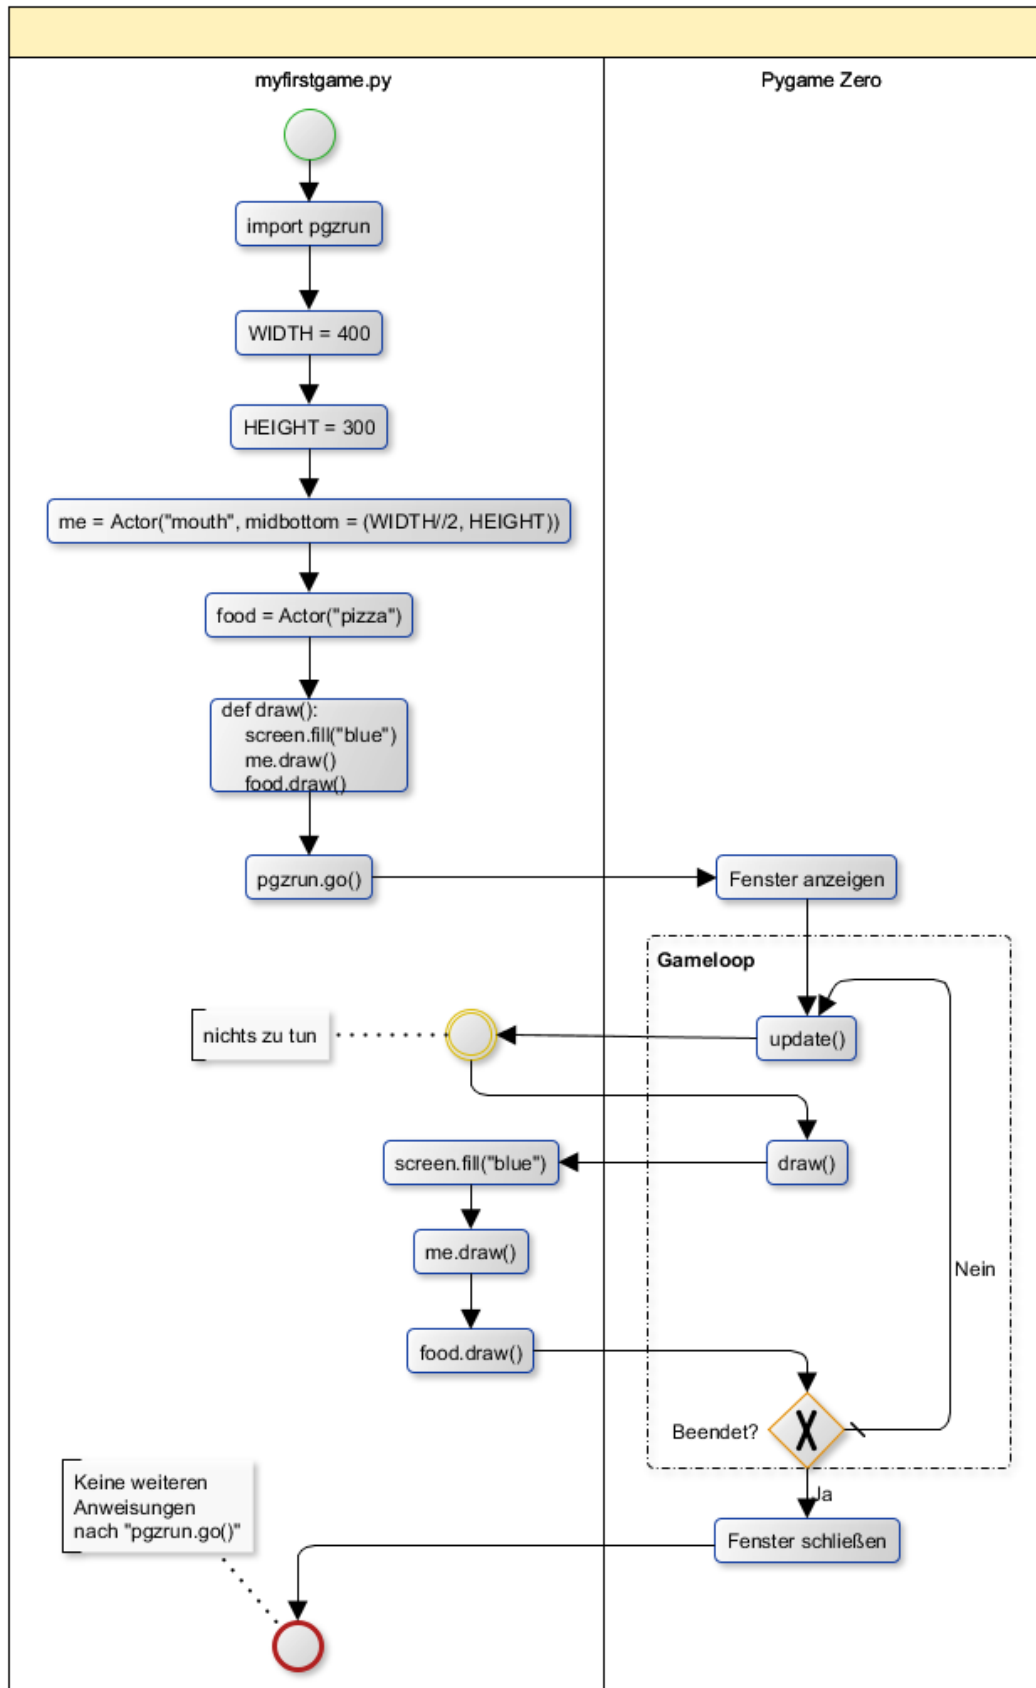 myfirstgame.py
Pygame Zero
import pgzrun
WIDTH = 400
HEIGHT = 300
me = Actor("mouth", midbottom = (WIDTH//2, HEIGHT))
food = Actor("pizza")
def draw():
    screen.fill("blue")
    me.draw()
    food.draw()
pgzrun.go()
Fenster anzeigen
Gameloop
nichts zu tun
update()
screen.fill("blue")
draw()
me.draw()
Nein
food.draw()
Beendet?
Keine weiteren
Anweisungen
nach "pgzrun.go()"
Ja
Fenster schließen